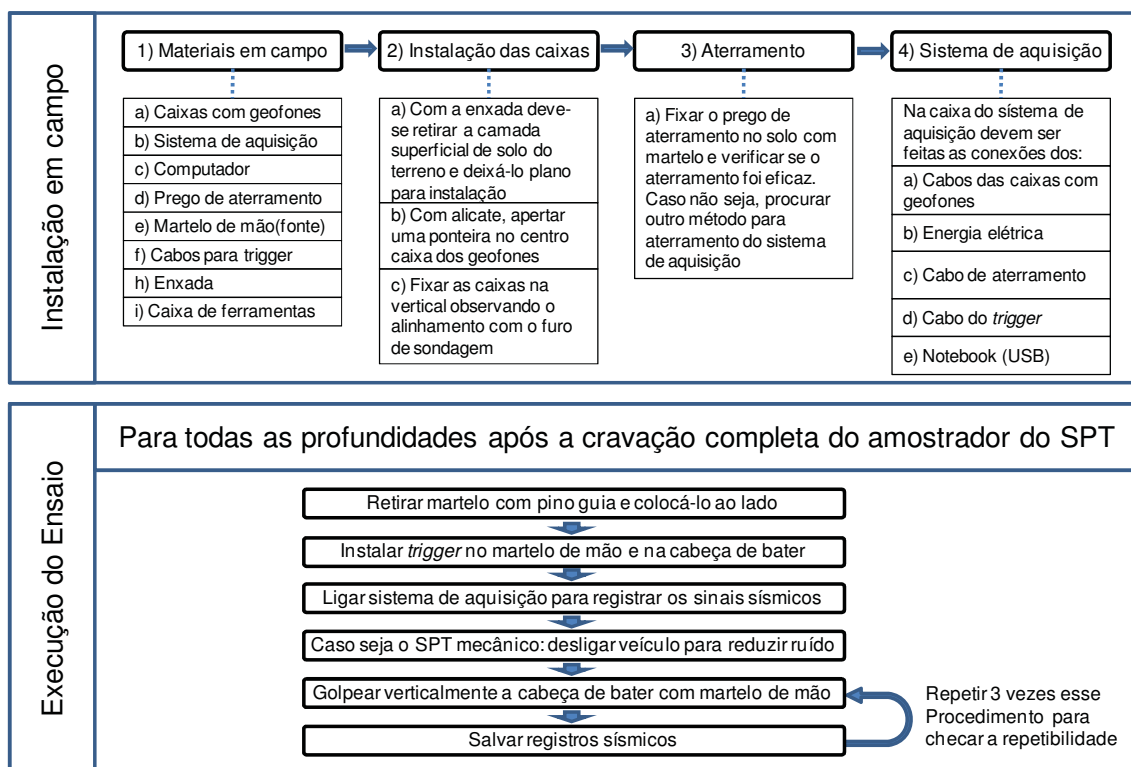 Instalação em campo
1) Materiais em campo
a) Caixas com geofones
b) Sistema de aquisição
c) Computador
d) Prego de aterramento
e) Martelo de mão(fonte)
f) Cabos para trigger
h) Enxada
i) Caixa de ferramentas
2) Instalação das caixas
a) Com a enxada deve-
se retirar a camada
superficial de solo do
terreno e deixá-lo plano
para instalação
b) Com alicate, apertar
uma ponteira no centro
caixa dos geofones
c) Fixar as caixas na
vertical observando o
alinhamento com o furo
de sondagem
3) Aterramento
a) Fixar o prego de
aterramento no solo com
martelo e verificar se o
aterramento foi eficaz.
Caso não seja, procurar
outro método para
aterramento do sistema
de aquisição
4) Sistema de aquisição
Na caixa do sístema de
aquisição devem ser
feitas as conexões dos:
a) Cabos das caixas com
geofones
b) Energia elétrica
c) Cabo de aterramento
d) Cabo do trigger
e) Notebook (USB)
Execução do Ensaio
Para todas as profundidades após a cravação completa do amostrador do SPT
Retirar martelo com pino guia e colocá-lo ao lado
Instalar trigger no martelo de mão e na cabeça de bater
Ligar sistema de aquisição para registrar os sinais sísmicos
Caso seja o SPT mecânico: desligar veículo para reduzir ruído
Golpear verticalmente a cabeça de bater com martelo de mão
Salvar registros sísmicos
Repetir 3 vezes esse
Procedimento para
checar a repetibilidade